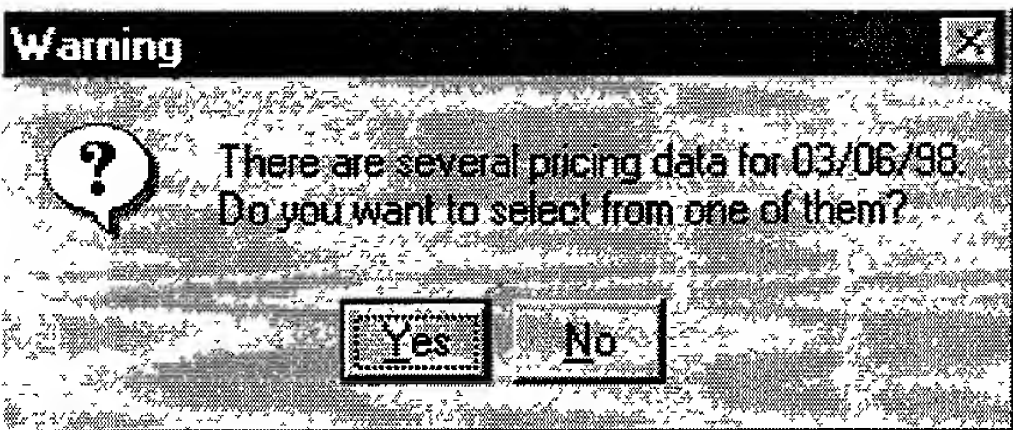 Warning
There are several pricing data for 03/06/98.
Do you want to select from one of them?
Yes No